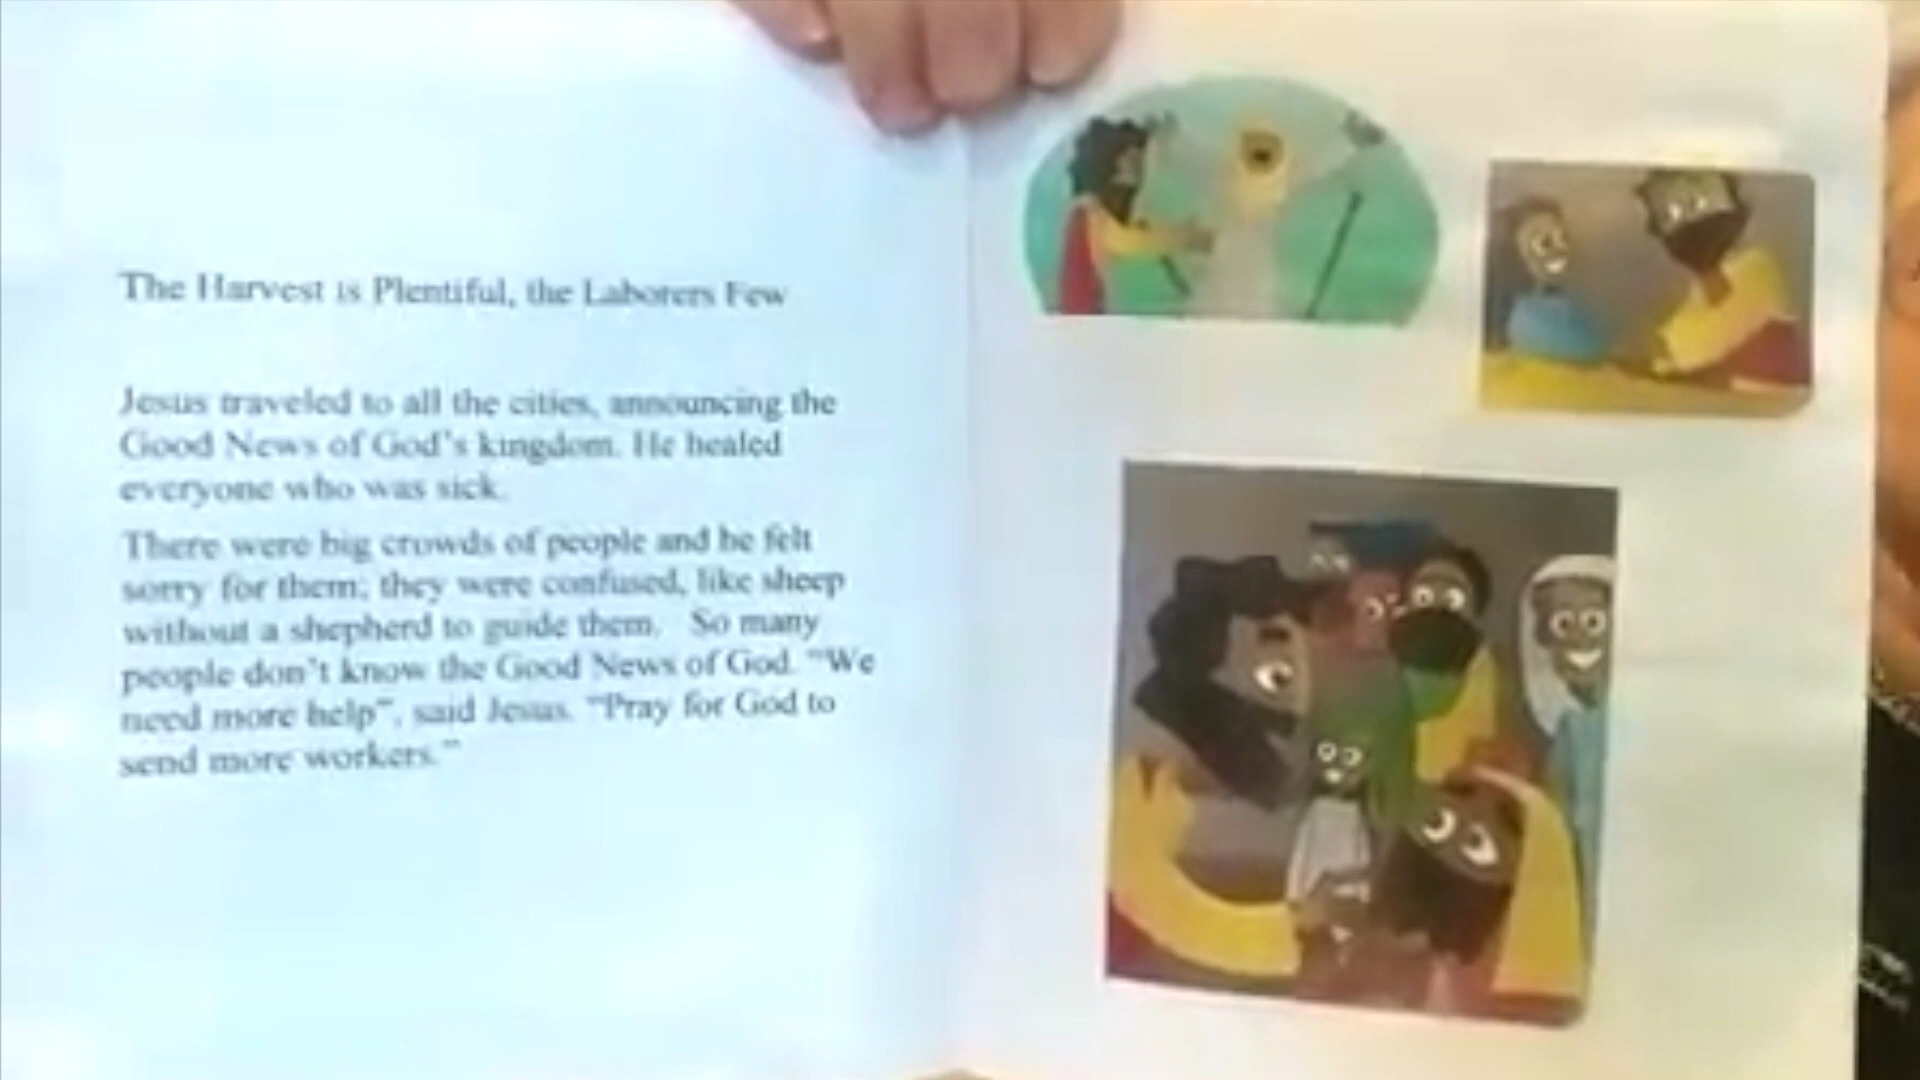 The Harvest is Plentiful, the Laborers Few
Jesus traveled to all the cities, announcing the
Good News of God's kingdom. He healed
everyone who was sick.
There were big crowds of people and he felt
sorry for them; they were confused, like sheep
without a shepherd to guide them. So many
people don't know the Good News of God. "We
need more help", said Jesus. "Pray for God to
send more workers."